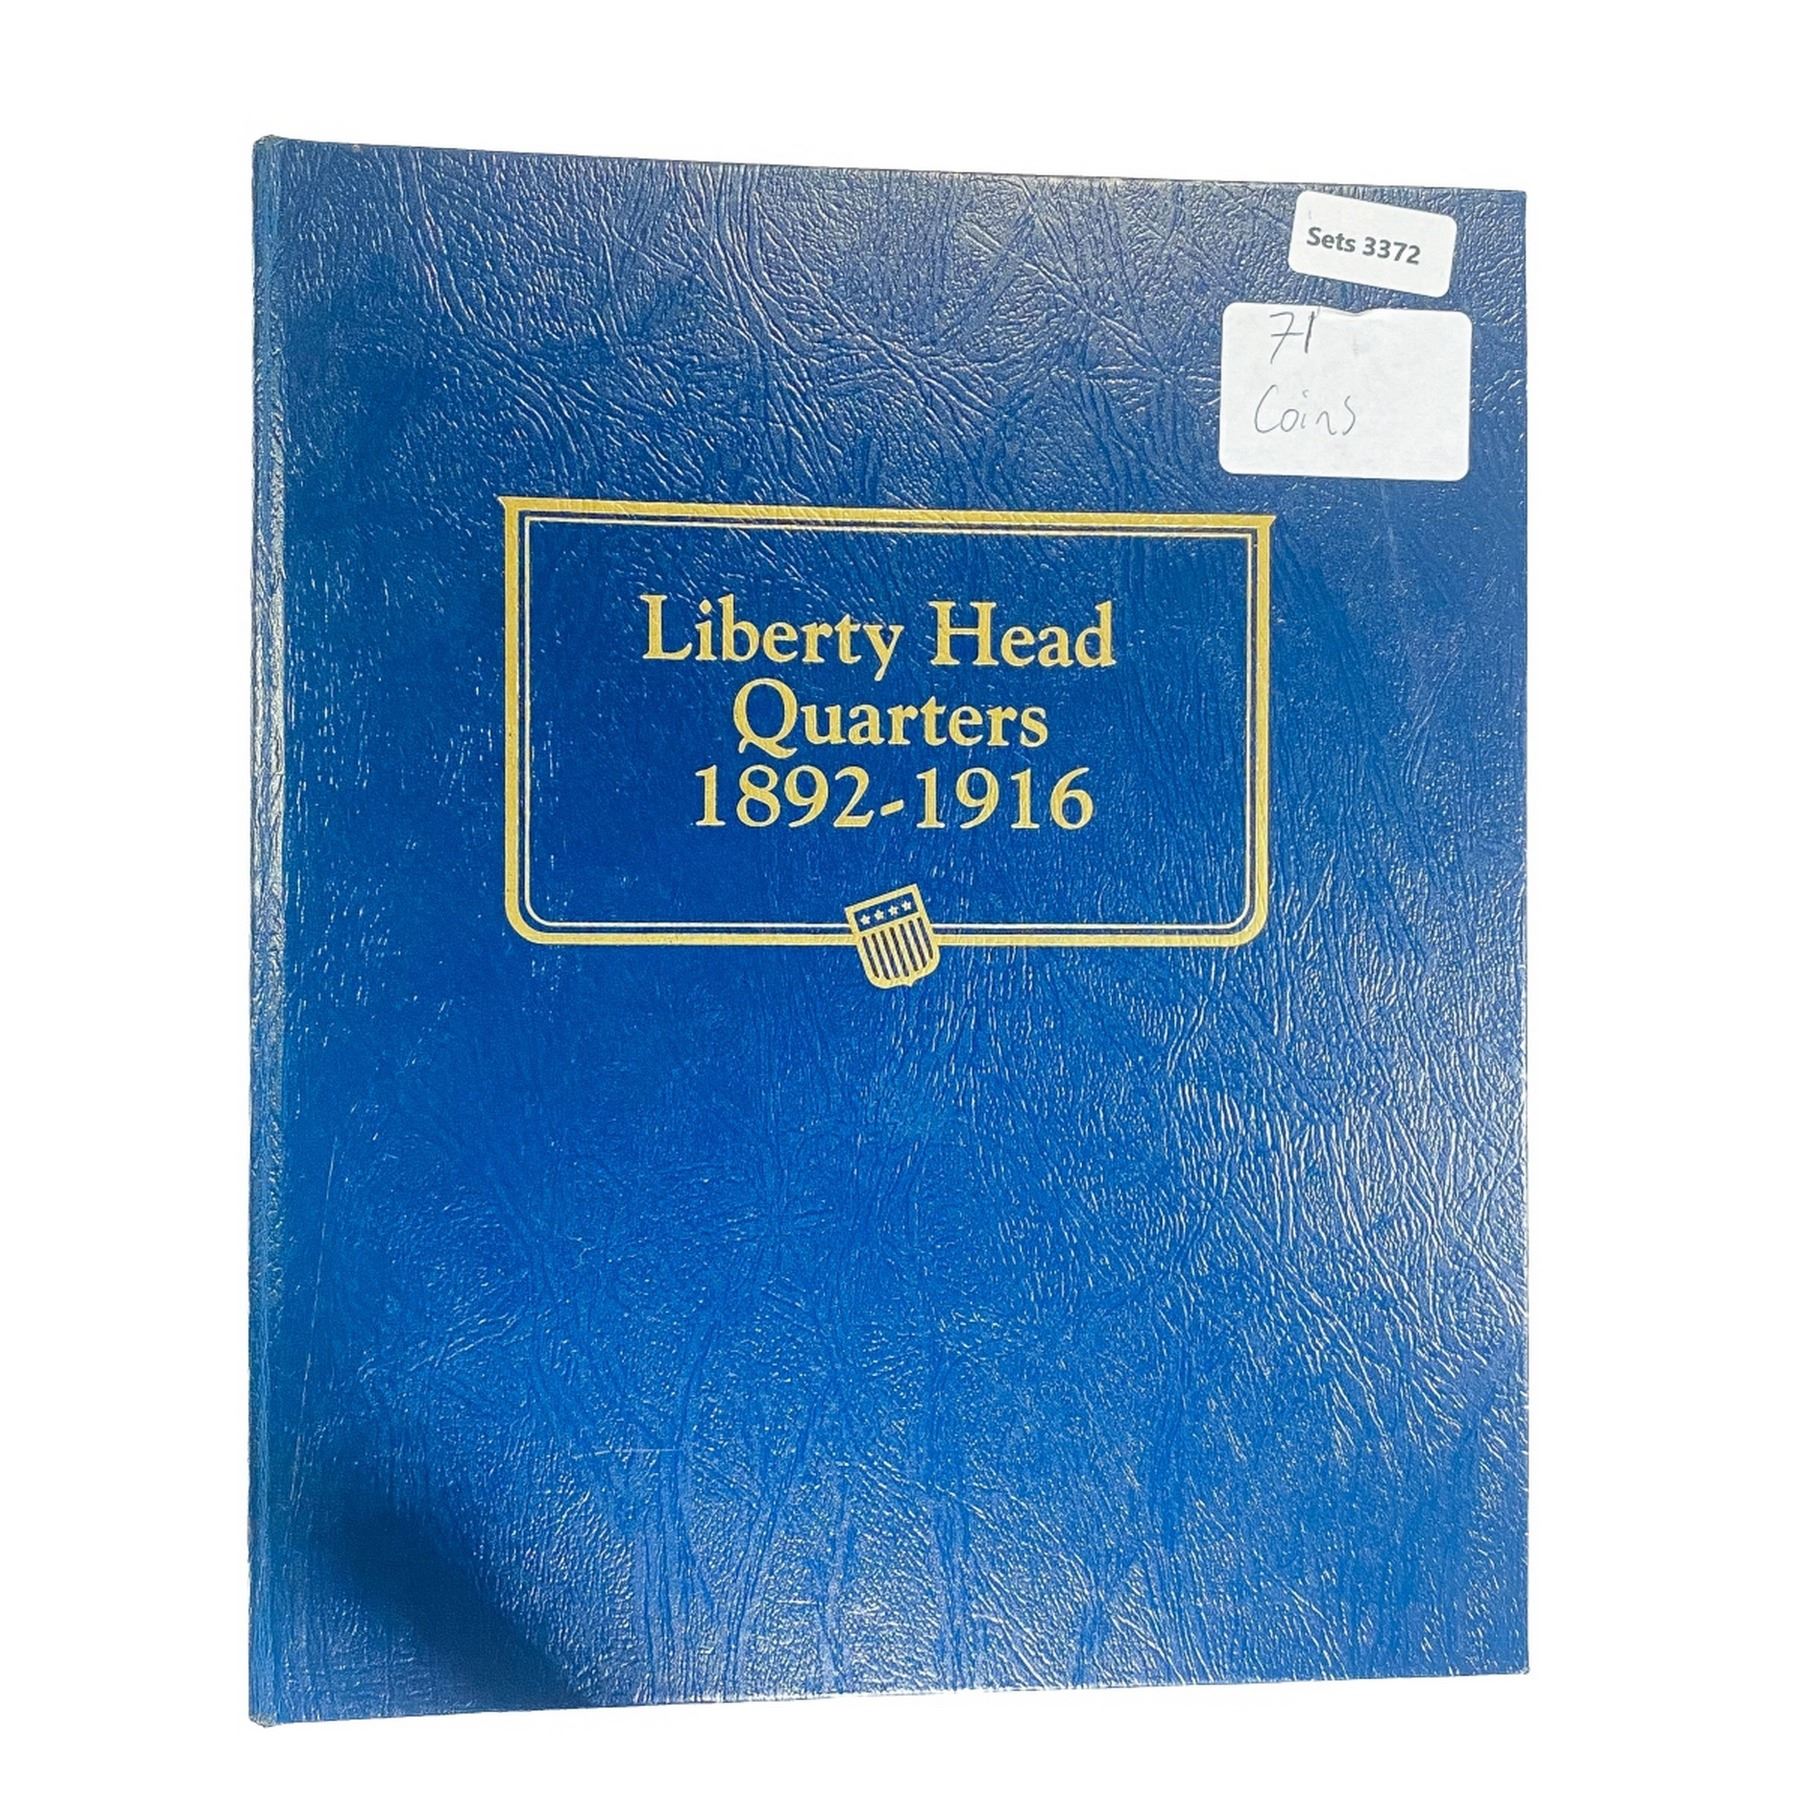 Sets 3372
71
Coins
Liberty Head
Quarters
1892-1916